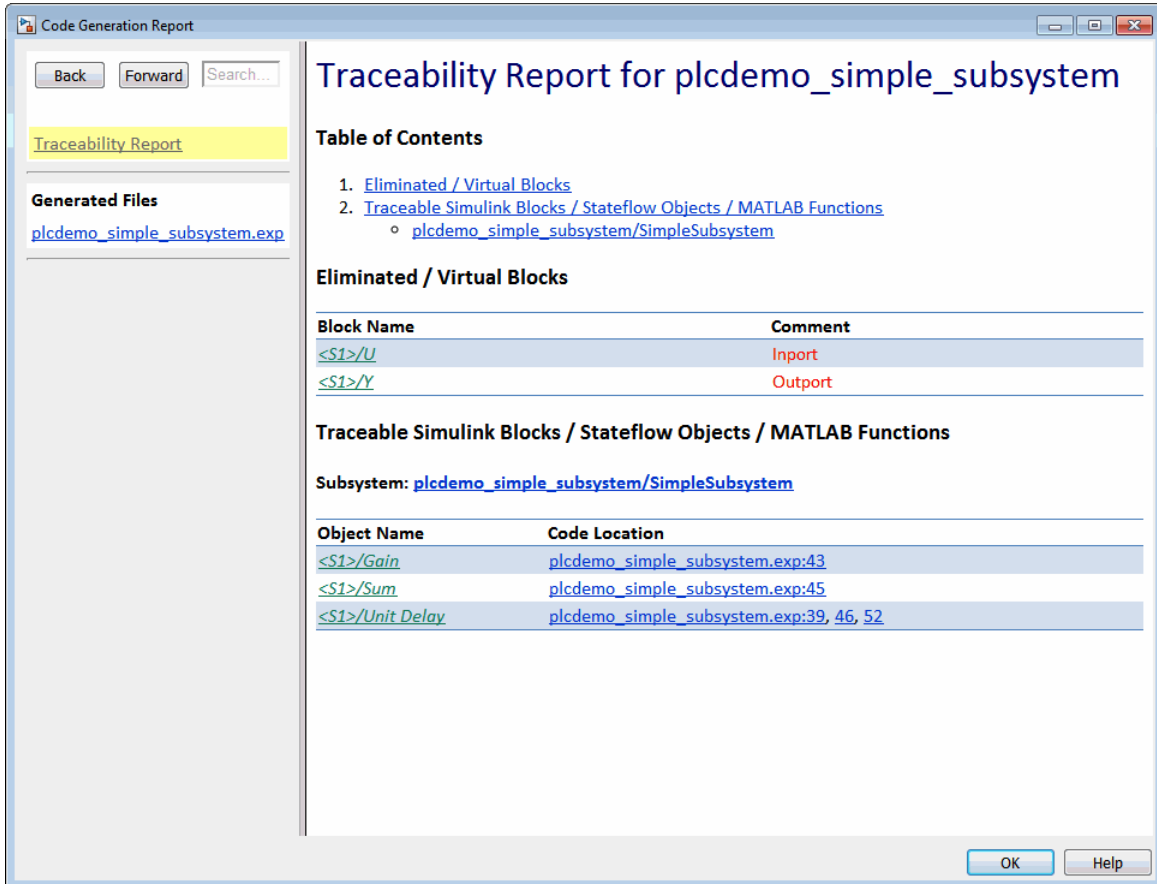 Code Generation Report
Back Forward Search...
Traceability Report
Generated Files
plcdemo_simple_subsystem.exp
Traceability Report for plcdemo_simple_subsystem
Table of Contents
1. Eliminated / Virtual Blocks
2. Traceable Simulink Blocks / Stateflow Objects / MATLAB Functions
plcdemo_simple_subsystem/SimpleSubsystem
Eliminated / Virtual Blocks
Block Name Comment
<S1>/U Inport
<S1>/Y Outport
Traceable Simulink Blocks / Stateflow Objects / MATLAB Functions
Subsystem: plcdemo_simple_subsystem/SimpleSubsystem
Object Name Code Location
<S1>/Gain plcdemo_simple_subsystem.exp:43
<S1>/Sum plcdemo_simple_subsystem.exp:45
<S1>/Unit Delay plcdemo_simple_subsystem.exp:39, 46, 52
OK Help